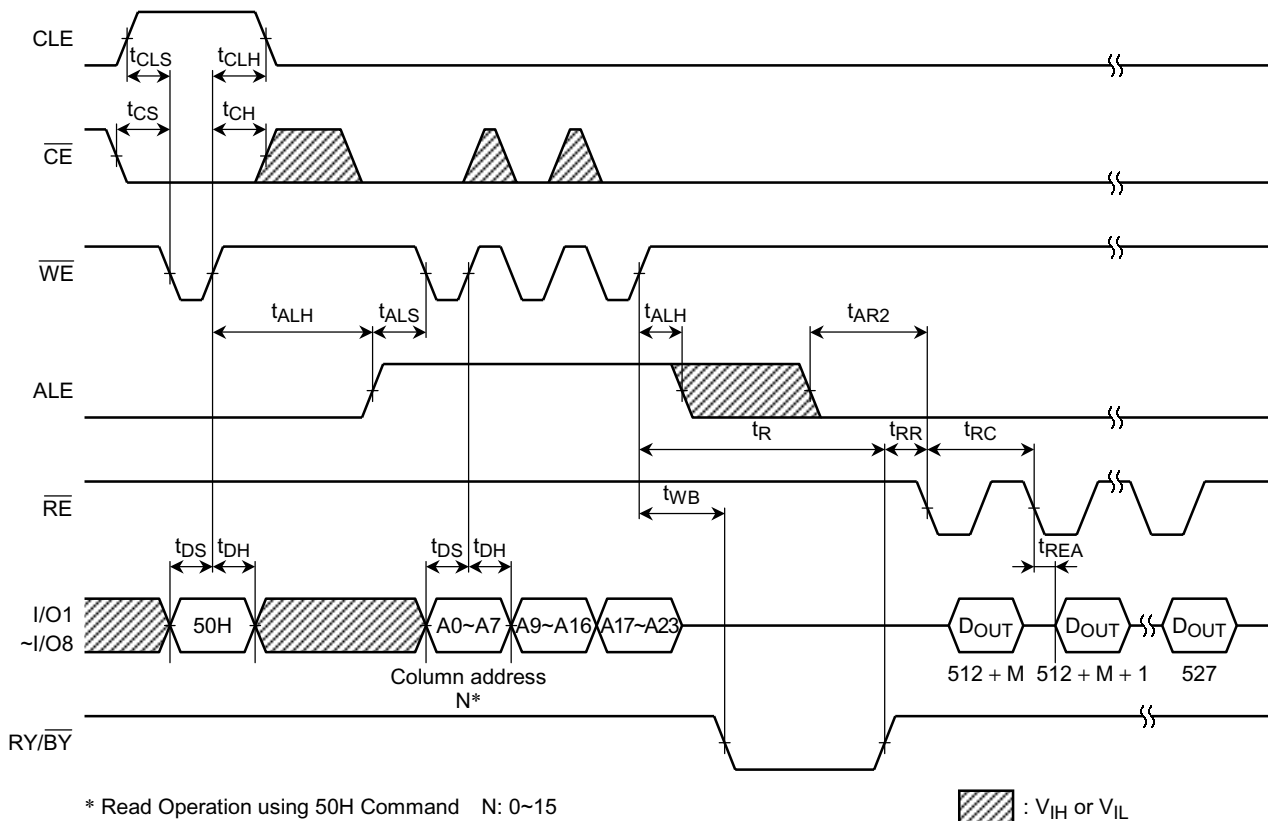 CLE
tCLS tCLH
tCS tCH
CE
WE
tALH tALS tALH tAR2
ALE
tR tRR tRC
RE
tWB
tDS tDH tDS tDH tREA
I/O1
~I/O8
50H A0~A7 A9~A16 A17~A23 DOUT DOUT DOUT
Column address
N*
512 + M 512 + M + 1 527
RY/BY
* Read Operation using 50H Command N: 0~15
: VIH or VIL